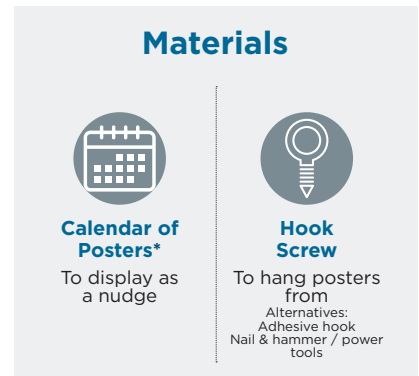 Materials
Calendar of
Posters*
To display as
a nudge
Hook
Screw
To hang posters
from
Alternatives:
Adhesive hook
Nail & hammer / power
tools